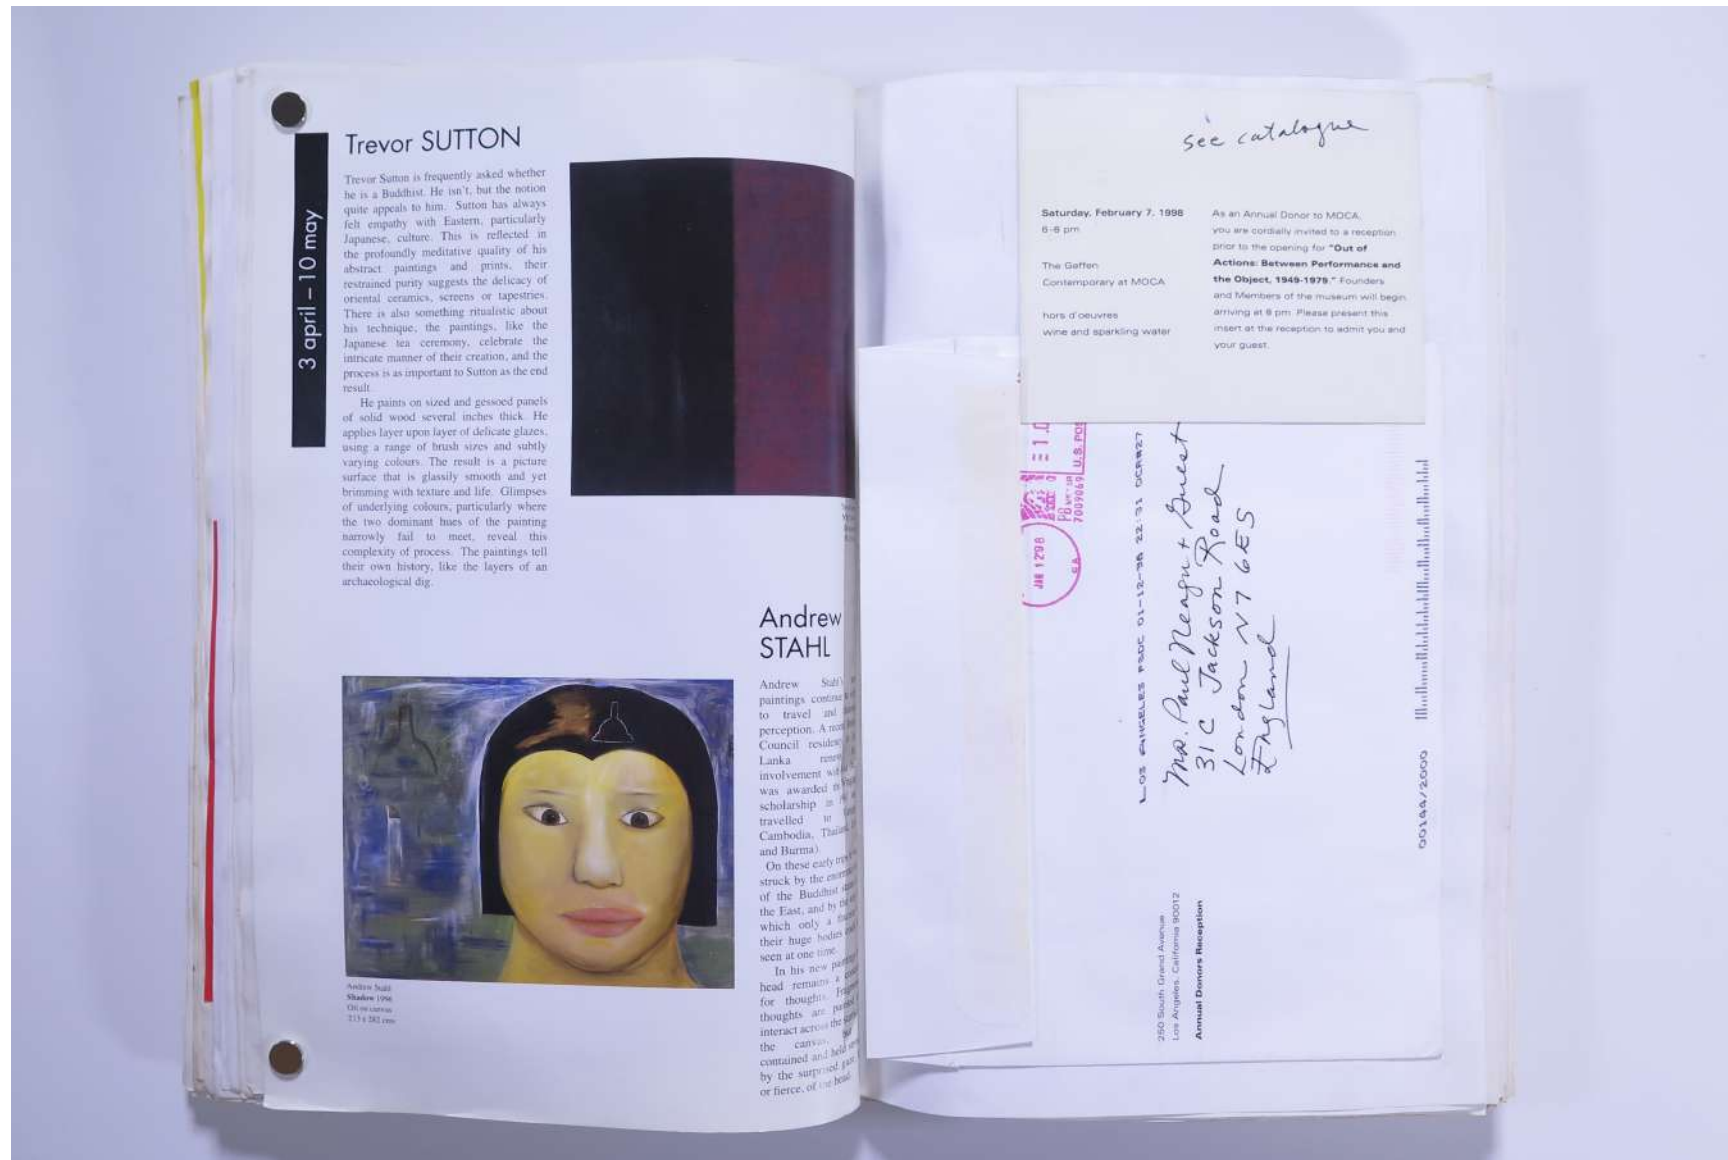 3 april – 10 may
Trevor SUTTON
Trevor Sutton is frequently asked whether
he is a Buddhist. He isn't, but the notion
quite appeals to him. Sutton has always
felt empathy with Eastern, particularly
Japanese, culture. This is reflected in
the profoundly meditative quality of his
abstract paintings and prints, their
restrained purity suggests the delicacy of
oriental ceramics, screens or tapestries.
There is also something ritualistic about
his technique, the paintings, like the
Japanese tea ceremony, celebrate the
intricate manner of their creation, and the
process is as important to Sutton as the end
result.
He paints on sized and gessoed panels
of solid wood several inches thick. He
applies layer upon layer of delicate glazes,
using a range of brush sizes and subtly
varying colours. The result is a picture
surface that is glassily smooth and yet
brimming with texture and life. Glimpses
of underlying colours, particularly where
the two dominant hues of the painting
narrowly fail to meet, reveal this
complexity of process. The paintings tell
their own history, like the layers of an
archaeological dig.
Andrew
STAHL
Andrew Stahl's
paintings continue
to travel and
perception. A
Council
Lanka
involvement
was awarded
scholarship in
travelled to
Cambodia,
and Burma).
On these early
struck by the
of the Buddhist
the East, and by the
which only a
their huge bodies
seen at one time.
In his new
head remains a
for thoughts.
thoughts are
interact across the
the canvas.
contained and held
by the surprised
or fierce, of the head.
Andrew Stahl
Shadow 1996
Oil on canvas
213 x 282 cms
see catalogue
Saturday, February 7, 1998
6-8 pm
The Geffen
Contemporary at MOCA
hors d'oeuvres
wine and sparkling water
As an Annual Donor to MOCA,
you are cordially invited to a reception
prior to the opening for "Out of
Actions: Between Performance and
the Object, 1949-1979." Founders
and Members of the museum will begin
arriving at 8 pm. Please present this
insert at the reception to admit you and
your guest.
JAN 12'98
CA
PB METER
7009069
U.S. POS
LOS ANGELES P&DC 01-12-98 22:31 OCR#27
Mr. Paul Neagu + Guest
31 C Jackson Road
London N7 6ES
England
00144/2000
250 South Grand Avenue
Los Angeles, California 90012
Annual Donors Reception